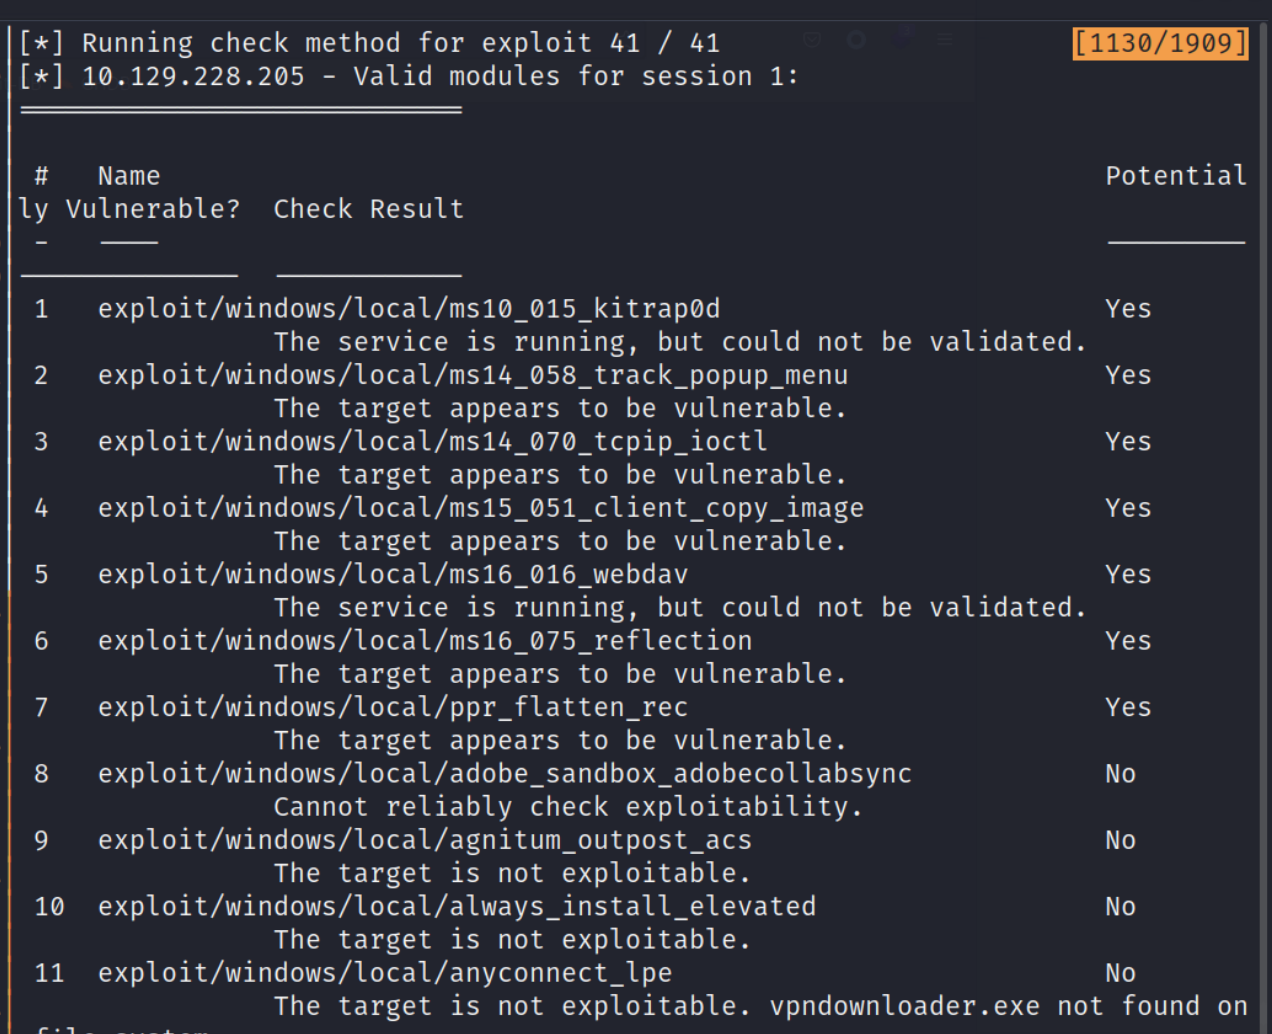 [*] Running check method for exploit 41 / 41 [1130/1909]
[*] 10.129.228.205 - Valid modules for session 1:
============================
# Name Potential
ly Vulnerable? Check Result
- ---- ---------
-------------- ------------
1 exploit/windows/local/ms10_015_kitrap0d Yes
The service is running, but could not be validated.
2 exploit/windows/local/ms14_058_track_popup_menu Yes
The target appears to be vulnerable.
3 exploit/windows/local/ms14_070_tcpip_ioctl Yes
The target appears to be vulnerable.
4 exploit/windows/local/ms15_051_client_copy_image Yes
The target appears to be vulnerable.
5 exploit/windows/local/ms16_016_webdav Yes
The service is running, but could not be validated.
6 exploit/windows/local/ms16_075_reflection Yes
The target appears to be vulnerable.
7 exploit/windows/local/ppr_flatten_rec Yes
The target appears to be vulnerable.
8 exploit/windows/local/adobe_sandbox_adobecollabsync No
Cannot reliably check exploitability.
9 exploit/windows/local/agnitum_outpost_acs No
The target is not exploitable.
10 exploit/windows/local/always_install_elevated No
The target is not exploitable.
11 exploit/windows/local/anyconnect_lpe No
The target is not exploitable. vpndownloader.exe not found on